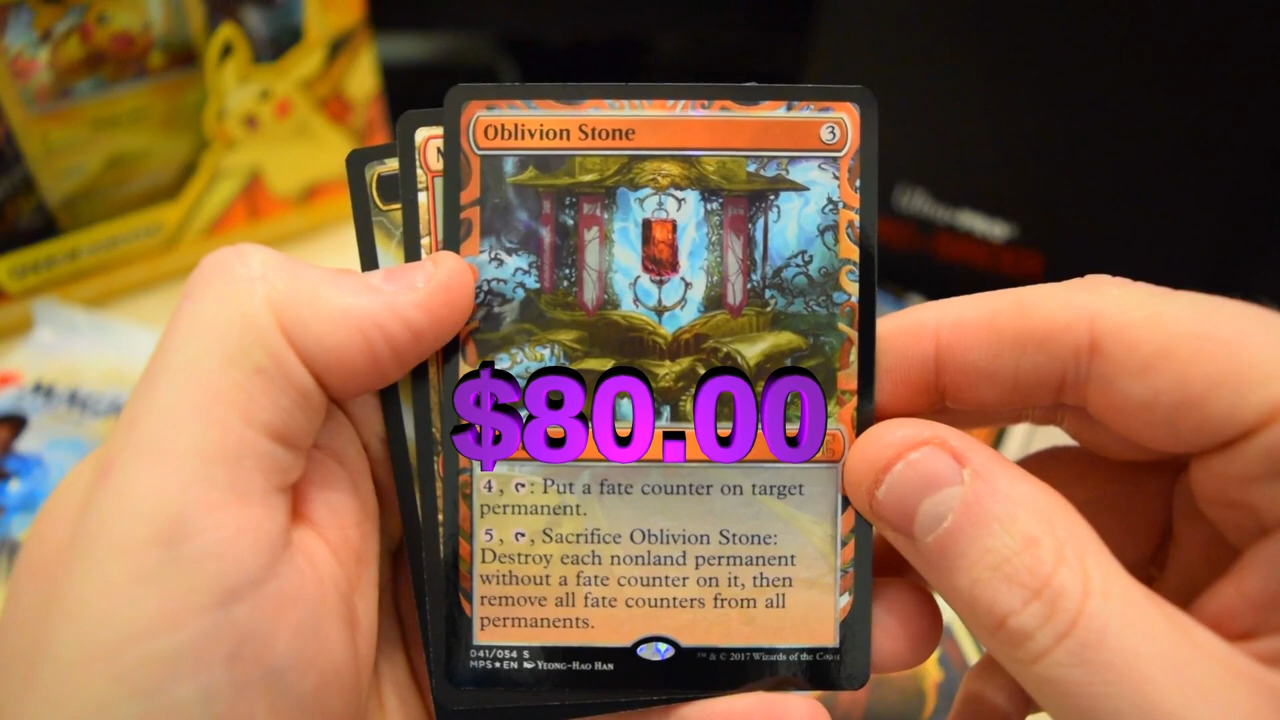 Oblivion Stone 3
N
$80.00
4, : Put a fate counter on target
permanent.
5, , Sacrifice Oblivion Stone:
Destroy each nonland permanent
without a fate counter on it, then
remove all fate counters from all
permanents.
041/054 S
MPS★EN Yeong-Hao Han
™ & © 2017 Wizards of the